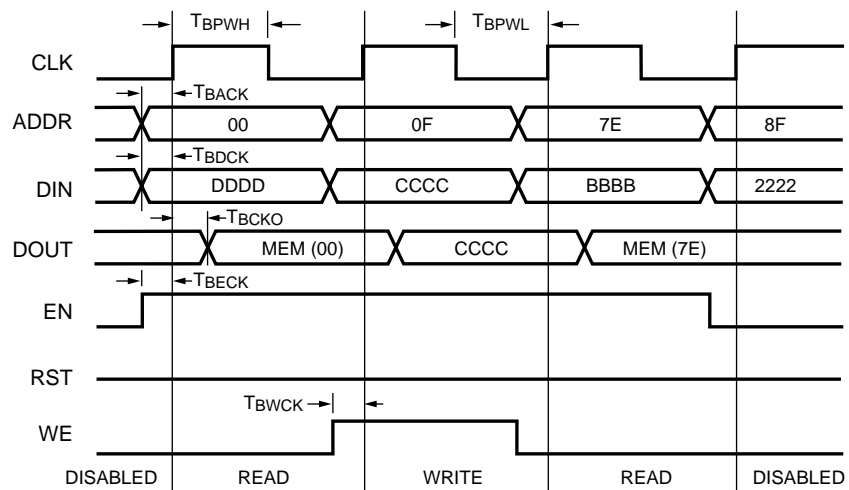 TBPWH TBPWL
CLK
TBACK
ADDR 00 0F 7E 8F
TBDCK
DIN DDDD CCCC BBBB 2222
TBCKO
DOUT MEM (00) CCCC MEM (7E)
TBECK
EN
RST
TBWCK
WE
DISABLED READ WRITE READ DISABLED